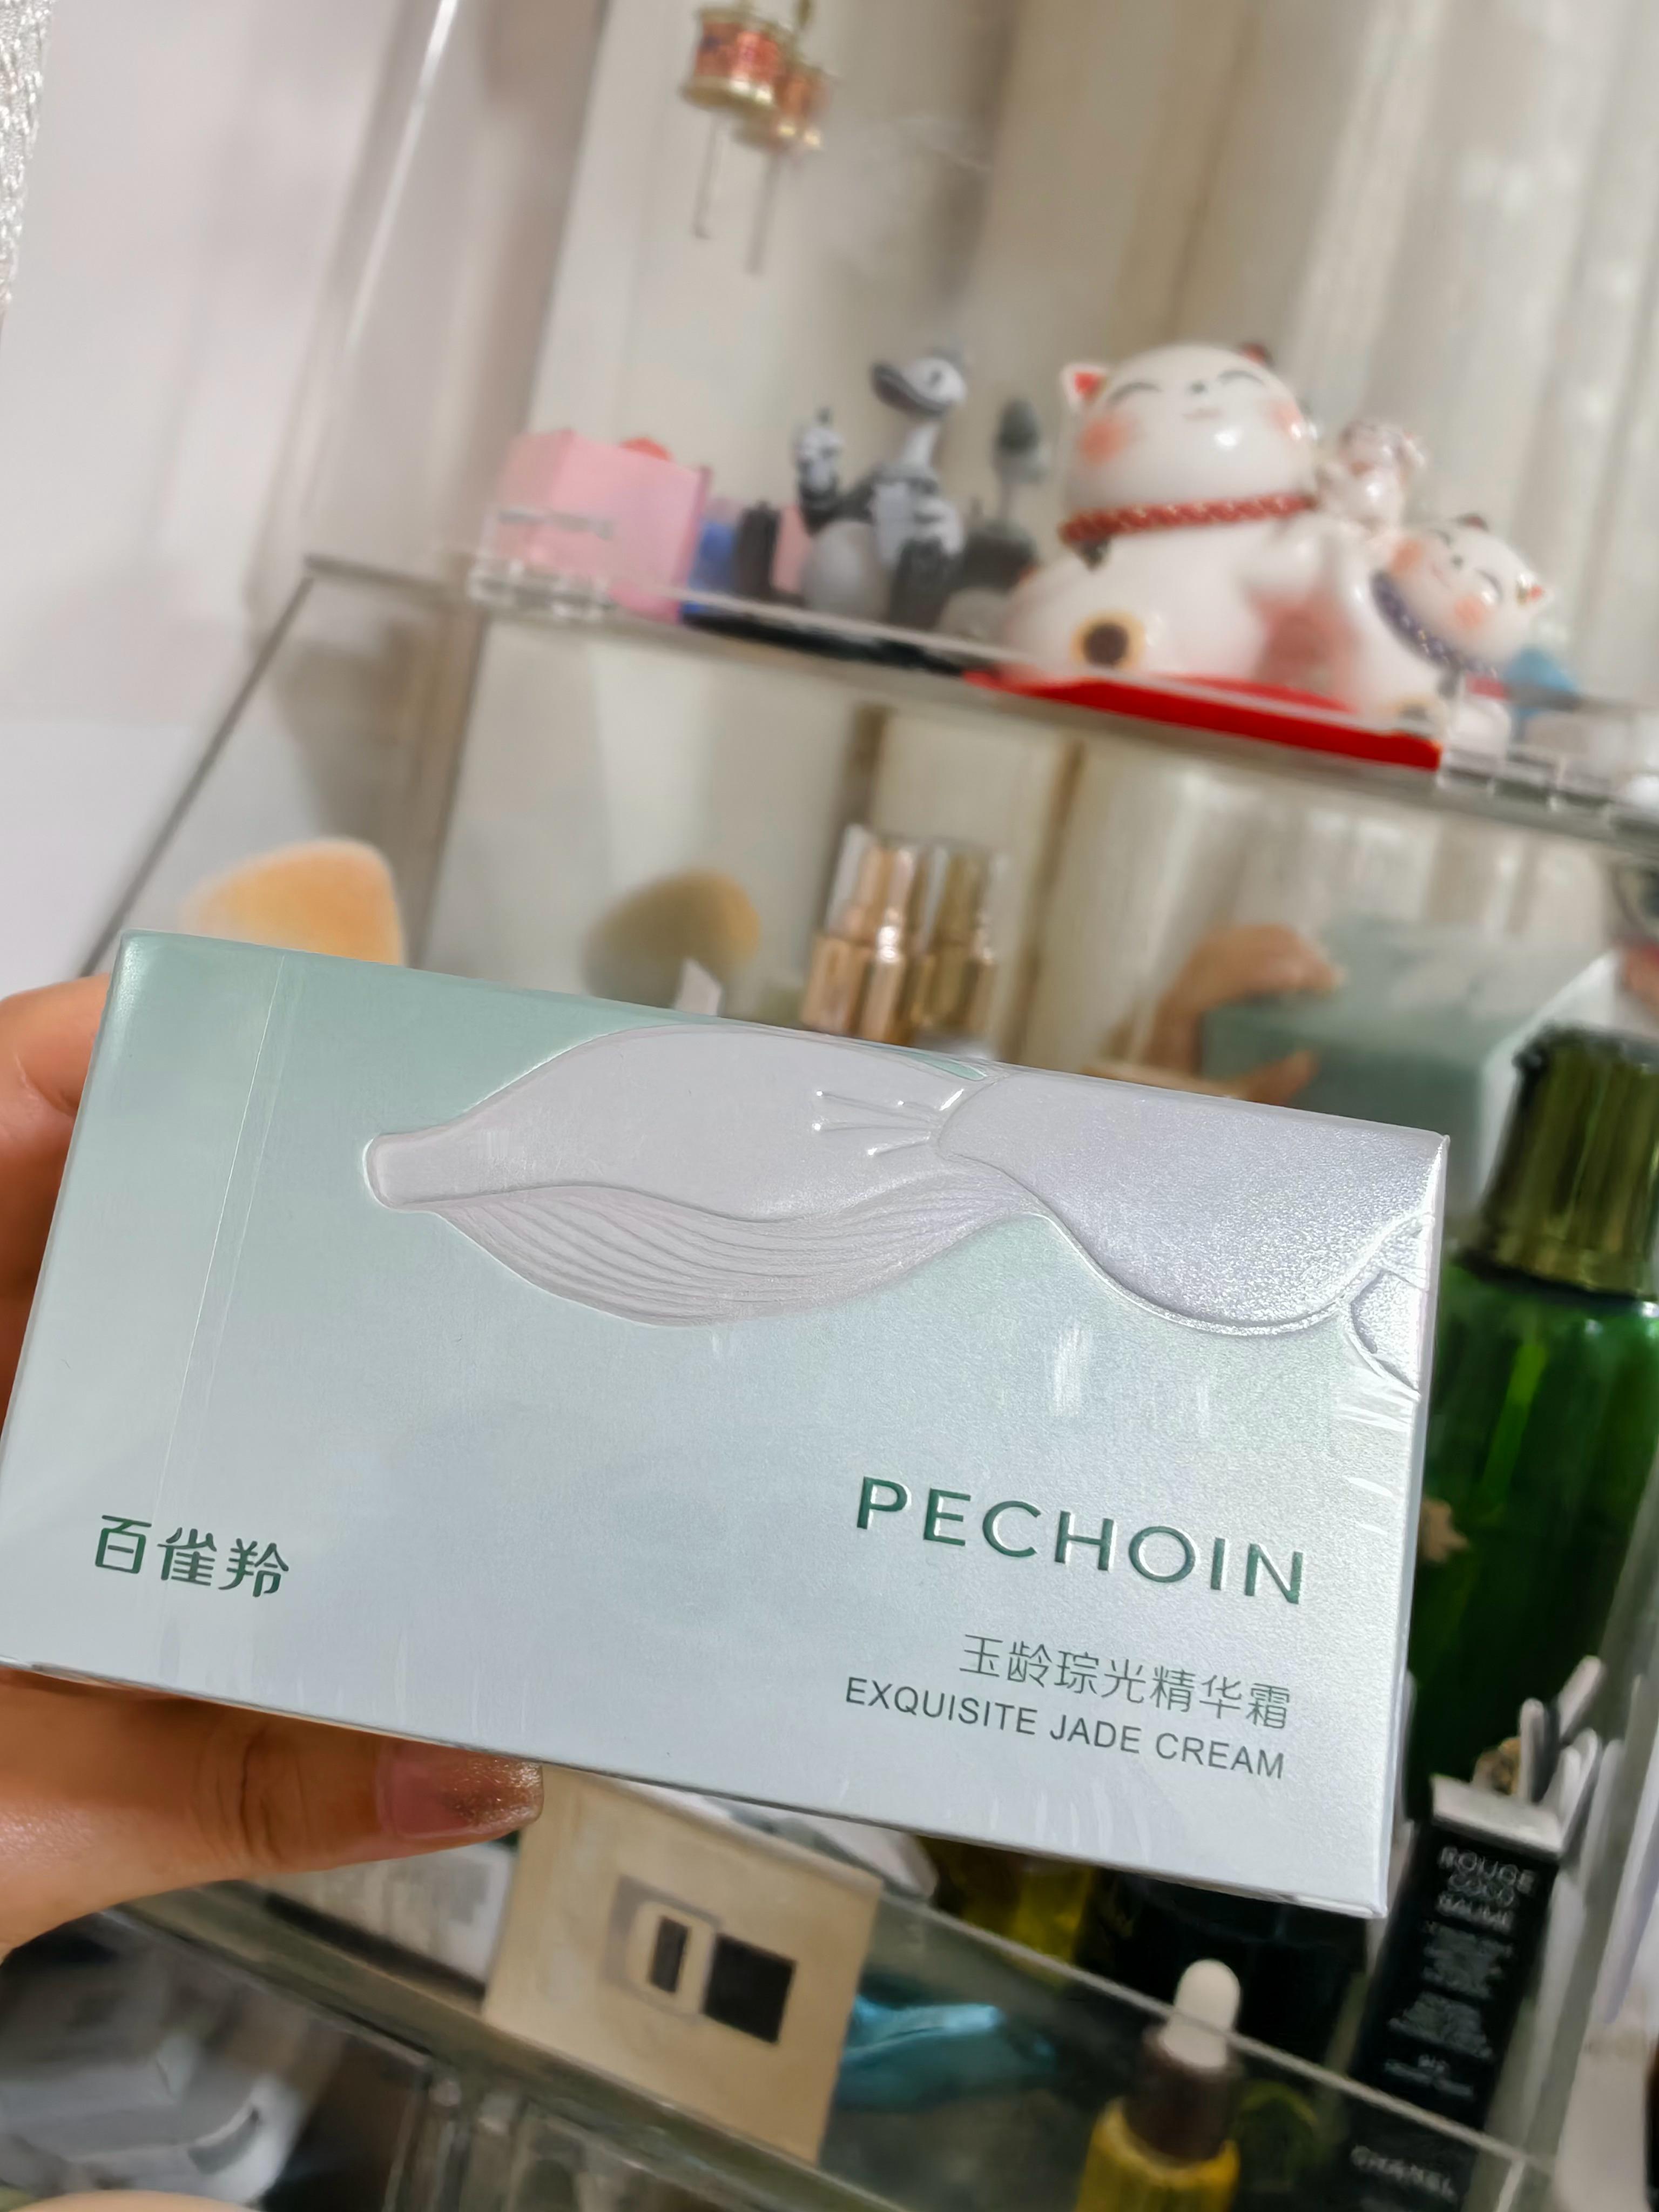 百雀羚
PECHOIN
玉龄琮光精华霜
EXQUISITE JADE CREAM
ROUGE
COCO
BAUME
CHANEL